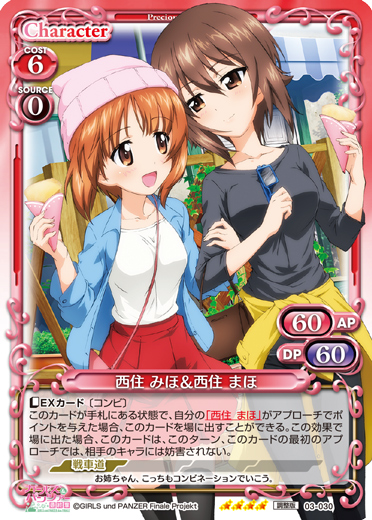 Precious
Character
COST
6
SOURCE
0
60 AP
DP 60
西住 みほ&西住 まほ
EXカード〔コンビ〕
このカードが手札にある状態で、自分の「西住 まほ」がアプローチでポ
イントを与えた場合、このカードを場に出すことができる。この効果で
場に出た場合、このカードは、このターン、このカードの最初のアプ
ローチでは、相手のキャラに妨害されない。
戦車道
お姉ちゃん、こっちもコンビネーションでいこう。
©GIRLS und PANZER Finale Projekt
調整版
03-030